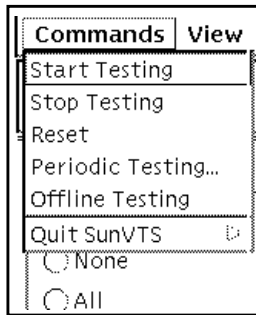 Commands View
Start Testing
Stop Testing
Reset
Periodic Testing...
Offline Testing
Quit SunVTS
None
All